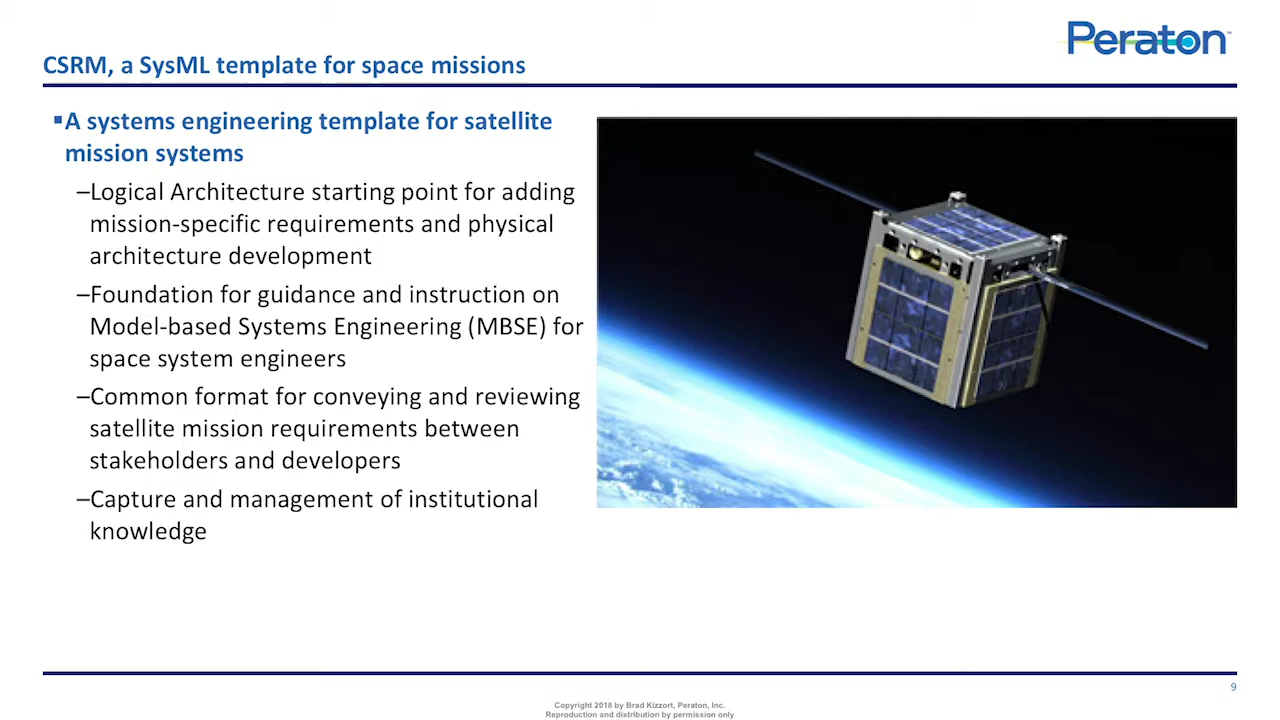 Peraton™
CSRM, a SysML template for space missions
▪A systems engineering template for satellite
mission systems
–Logical Architecture starting point for adding
mission-specific requirements and physical
architecture development
–Foundation for guidance and instruction on
Model-based Systems Engineering (MBSE) for
space system engineers
–Common format for conveying and reviewing
satellite mission requirements between
stakeholders and developers
–Capture and management of institutional
knowledge
9
Copyright 2018 by Brad Kizzort, Peraton, Inc.
Reproduction and distribution by permission only